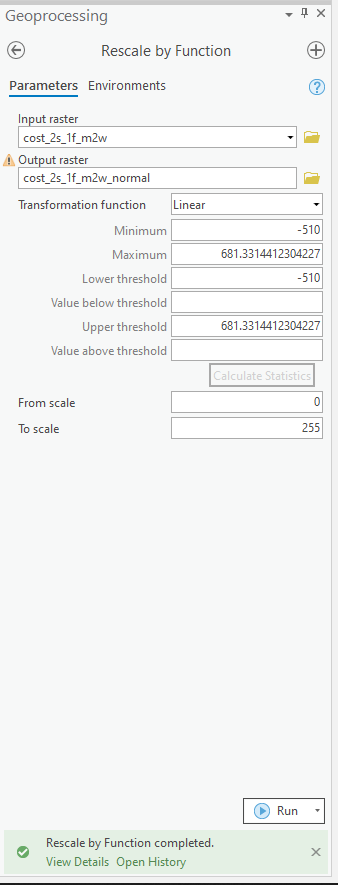 Geoprocessing
Rescale by Function
Parameters Environments
Input raster
cost_2s_1f_m2w
Output raster
cost_2s_1f_m2w_normal
Transformation function Linear
Minimum -510
Maximum 681.3314412304227
Lower threshold -510
Value below threshold
Upper threshold 681.3314412304227
Value above threshold
Calculate Statistics
From scale 0
To scale 255
Run
Rescale by Function completed.
View Details Open History